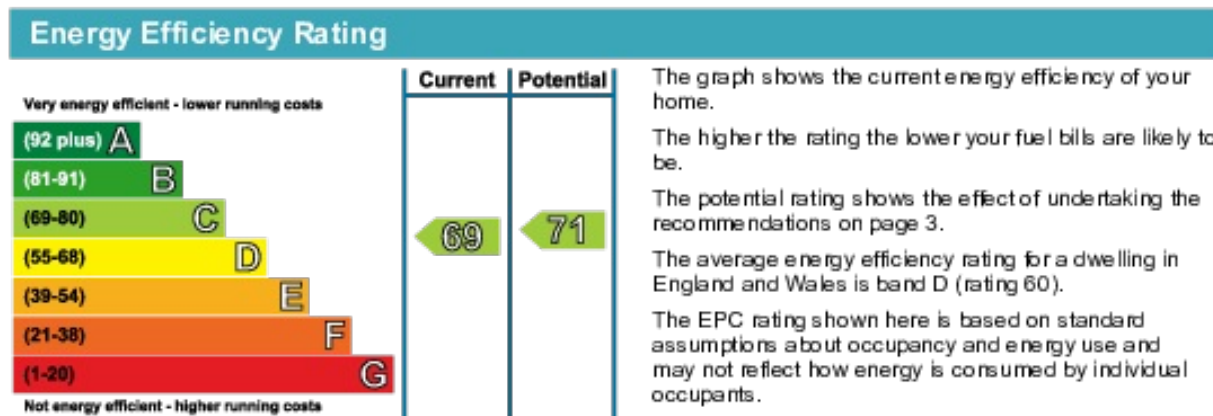 Energy Efficiency Rating
Current
Potential
Very energy efficient - lower running costs
(92 plus) A
(81-91) B
(69-80) C
(55-68) D
(39-54) E
(21-38) F
(1-20) G
Not energy efficient - higher running costs
69
71
The graph shows the current energy efficiency of your
home.
The higher the rating the lower your fuel bills are likely to
be.
The potential rating shows the effect of undertaking the
recommendations on page 3.
The average energy efficiency rating for a dwelling in
England and Wales is band D (rating 60).
The EPC rating shown here is based on standard
assumptions about occupancy and energy use and
may not reflect how energy is consumed by individual
occupants.